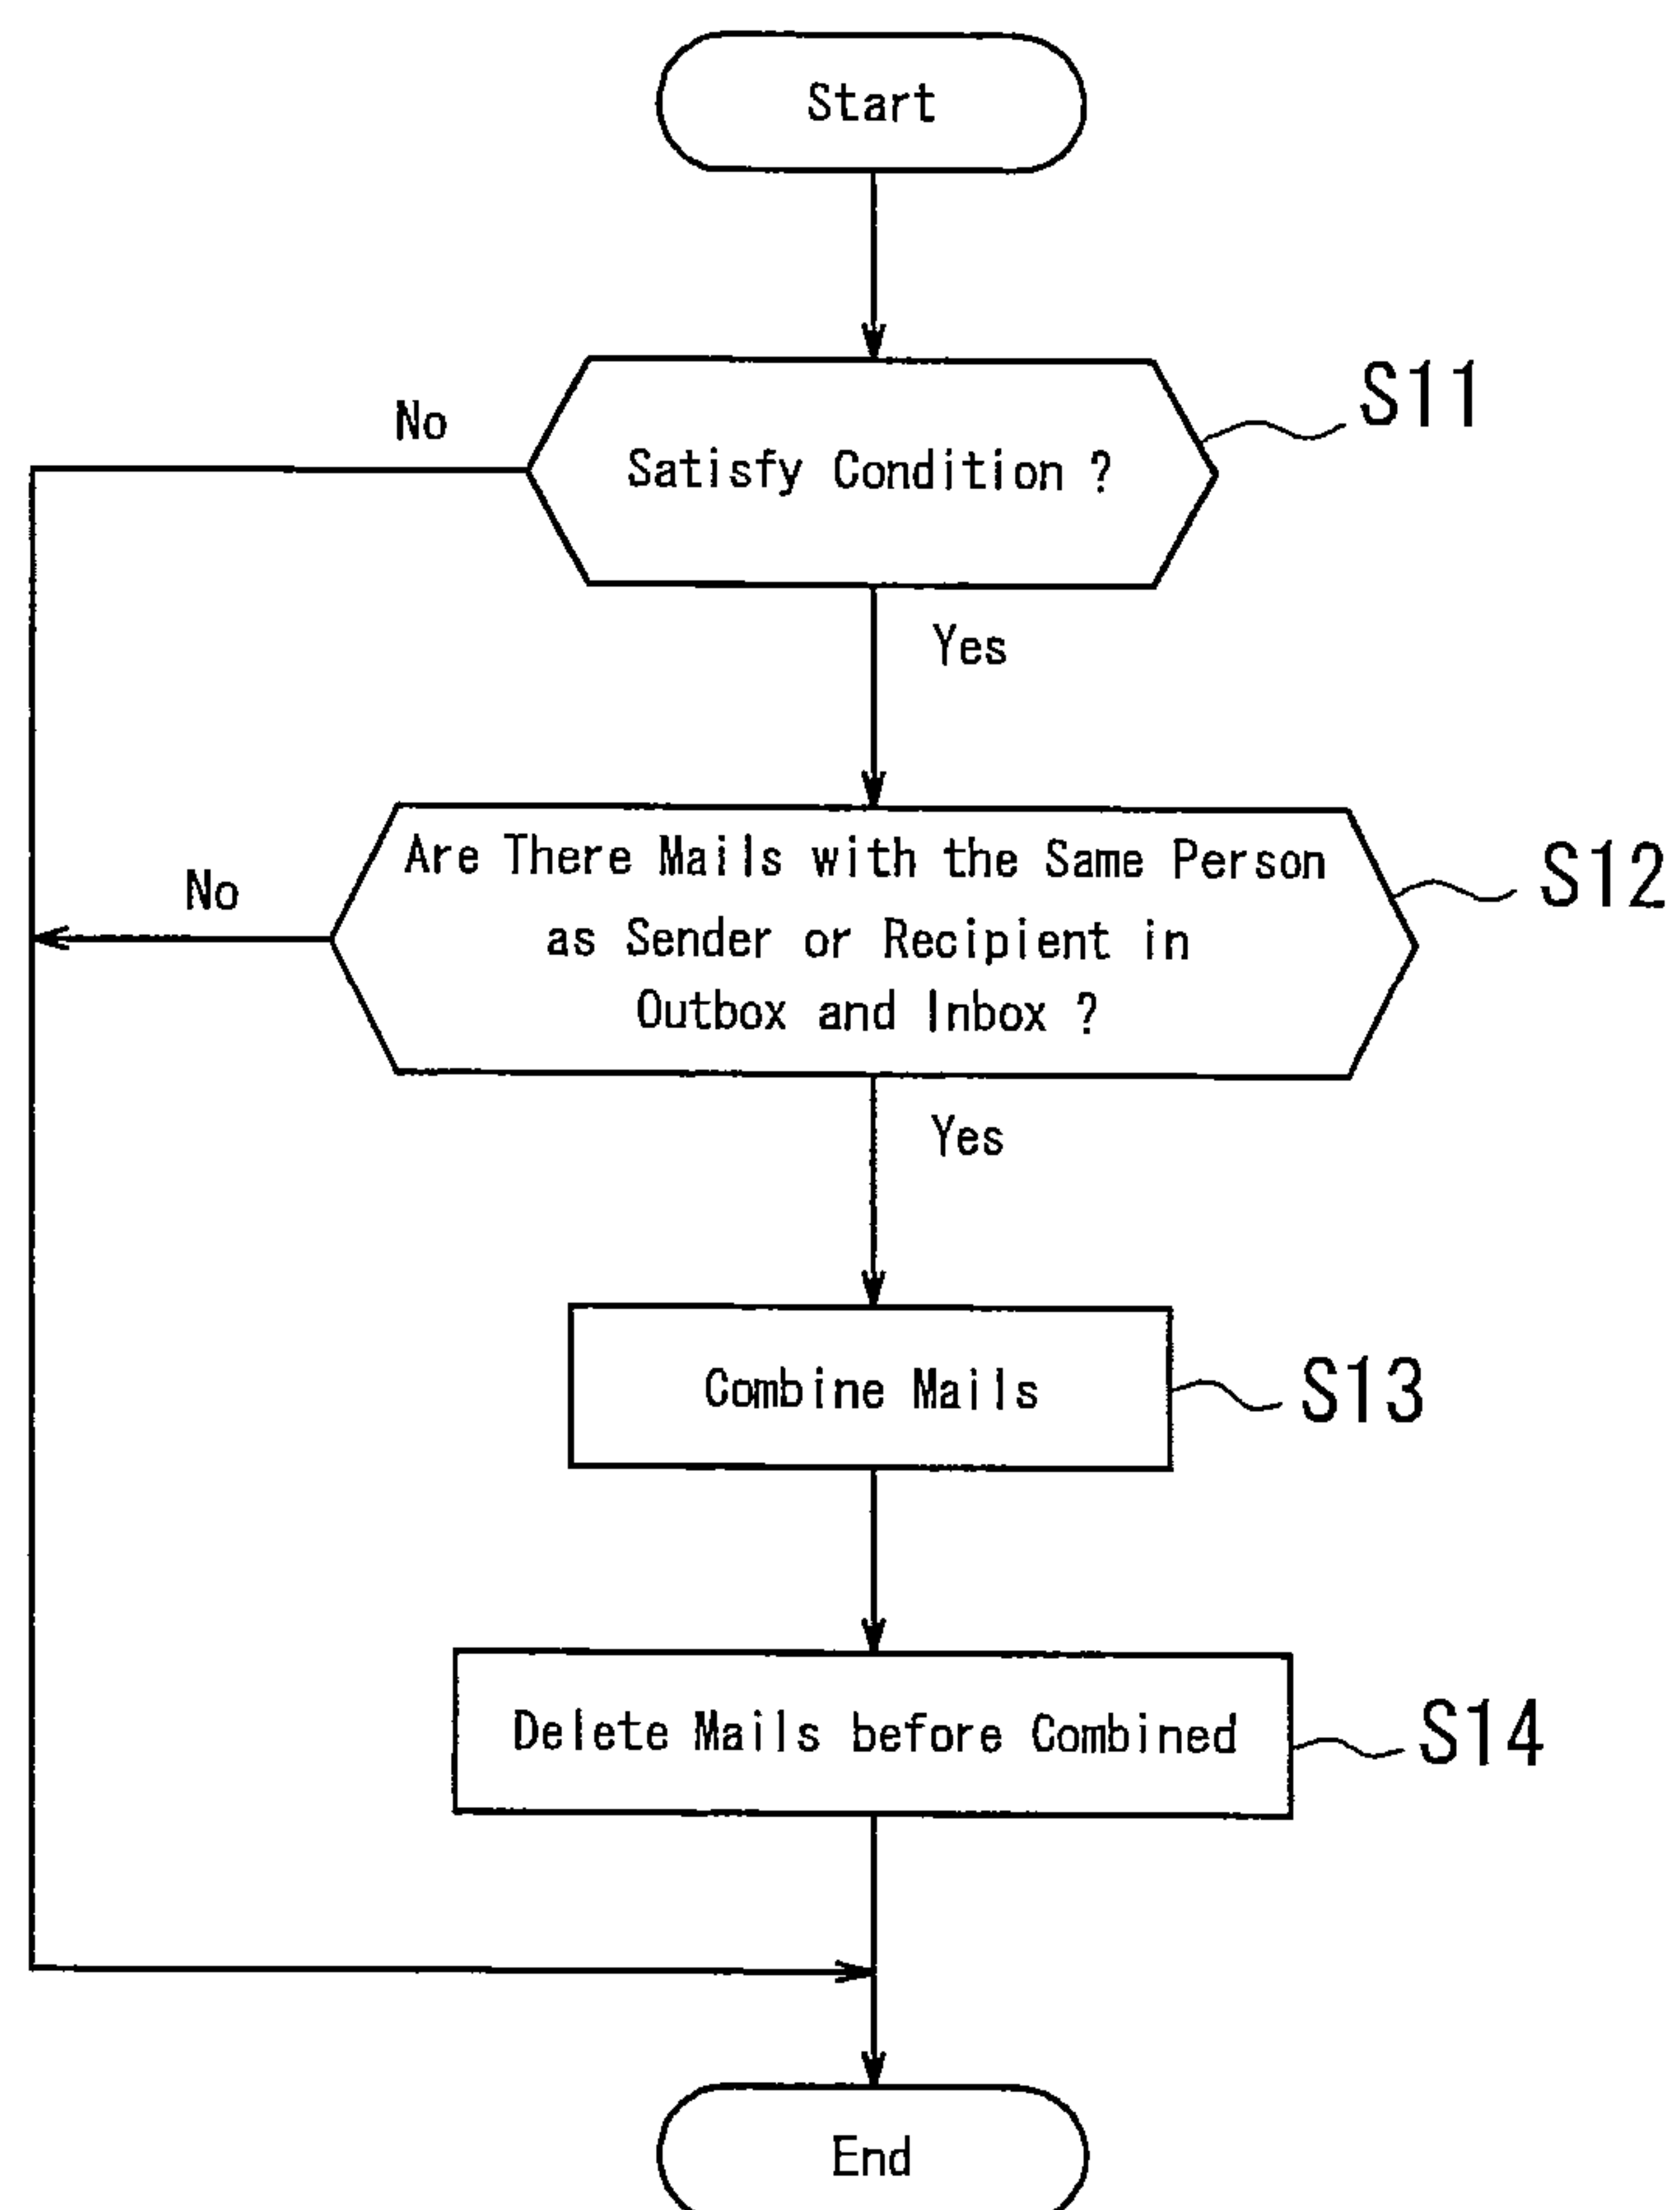 Start
S11
No
Satisfy Condition ?
Yes
S12
Are There Mails with the Same Person
No
as Sender or Recipient in
Outbox and Inbox ?
Yes
Combine Mails
S13
Delete Mails before Combined
S14
End